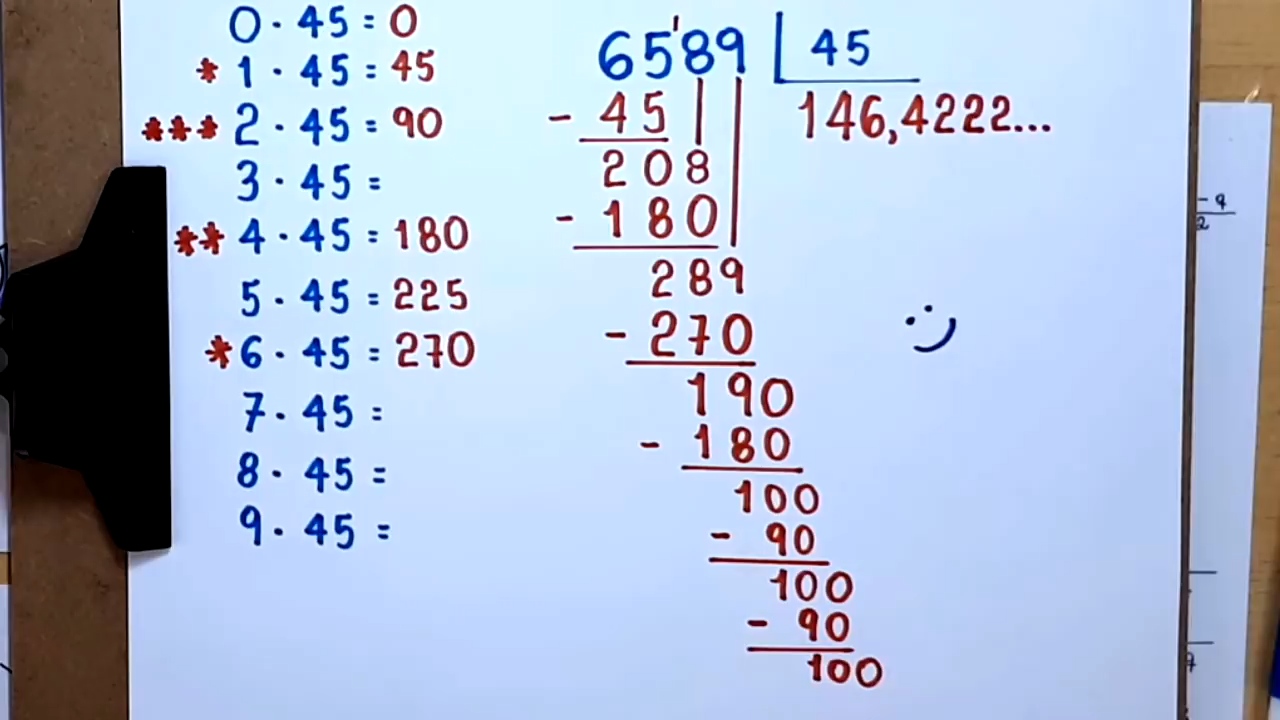 0 · 45 = 0
* 1 · 45 = 45
*** 2 · 45 = 90
3 · 45 =
** 4 · 45 = 180
5 · 45 = 225
* 6 · 45 = 270
7 · 45 =
8 · 45 =
9 · 45 =
65'89 | 45
146,4222...
- 45
208
- 180
289
- 270
190
- 180
100
- 90
100
- 90
100